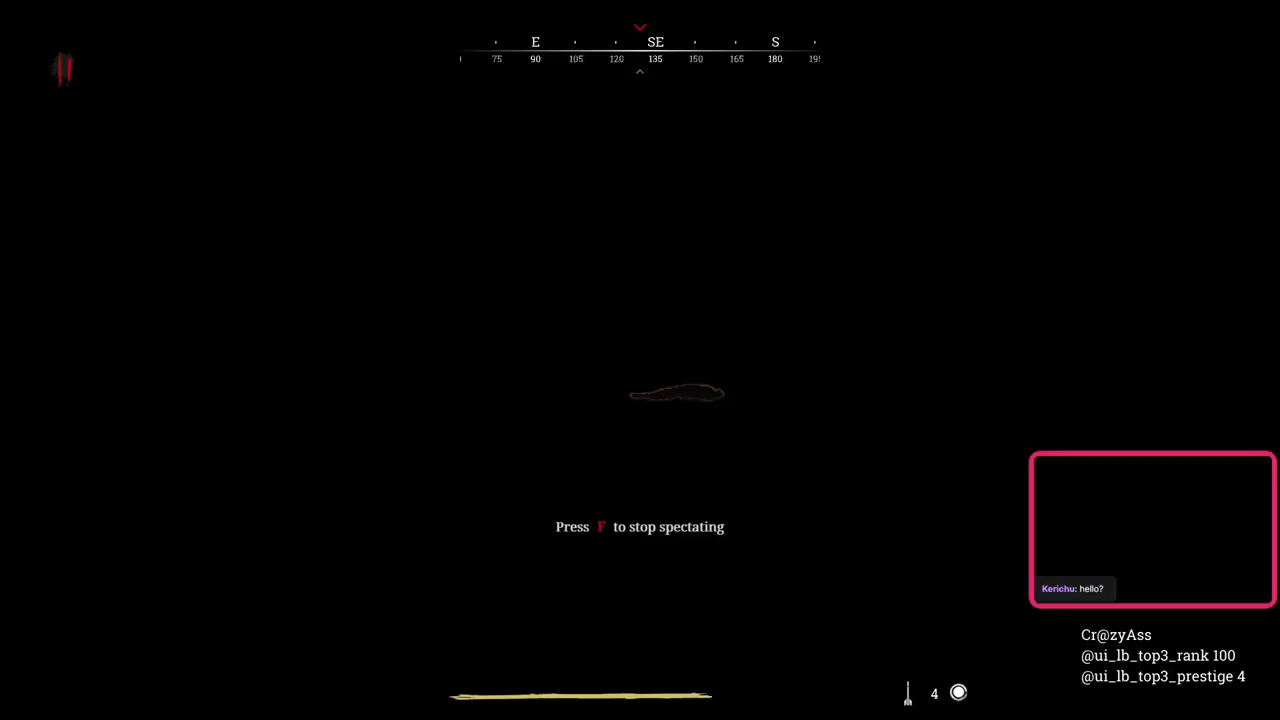 E SE S
75 90 105 120 135 150 165 180 195
Press F to stop spectating
Kerichu: hello?
Cr@zyAss
@ui_lb_top3_rank 100
@ui_lb_top3_prestige 4
4